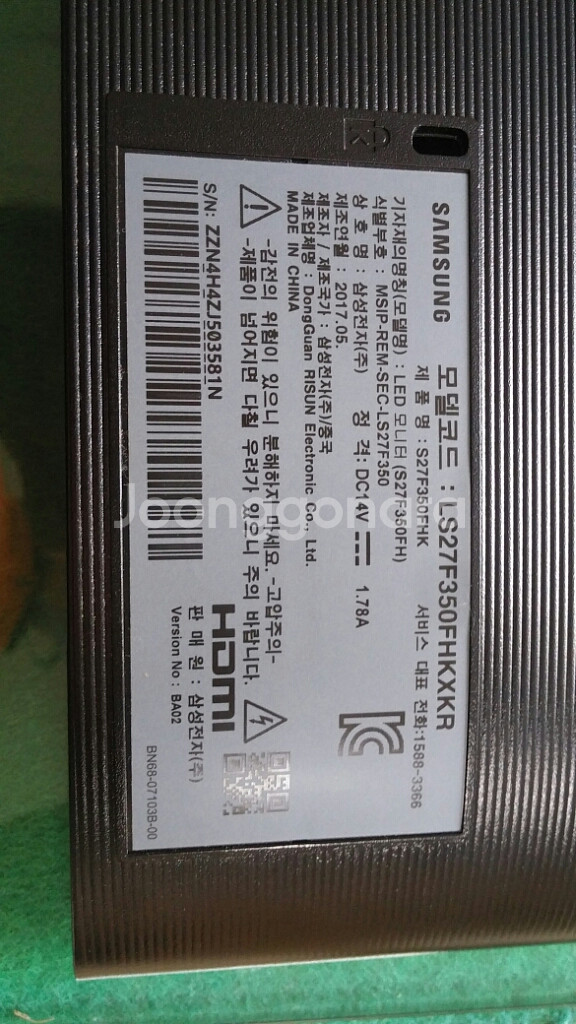 SAMSUNG
모델코드 : LS27F350FHKXKR
제 품 명 : S27F350FHK
서비스 대표 전화:1588-3366
기자재의명칭(모델명) : LED 모니터 (S27F350FH)
식별부호 : MSIP-REM-SEC-LS27F350
상 호 명 : 삼성전자(주)
정 격: DC14V 1.78A
제조연월 : 2017.05.
제조자 / 제조국가 : 삼성전자(주)/중국
제조업체명 : DongGuan RISUN Electronic Co., Ltd.
MADE IN CHINA
-감전의 위험이 있으니 분해하지 마세요. -고압주의-
-제품이 넘어지면 다칠 우려가 있으니 주의 바랍니다.
S/N: ZZN4H4ZJ503581N
HDMI
판 매 원 : 삼성전자(주)
Version No : BA02
BN68-07103B-00
Joonggonara